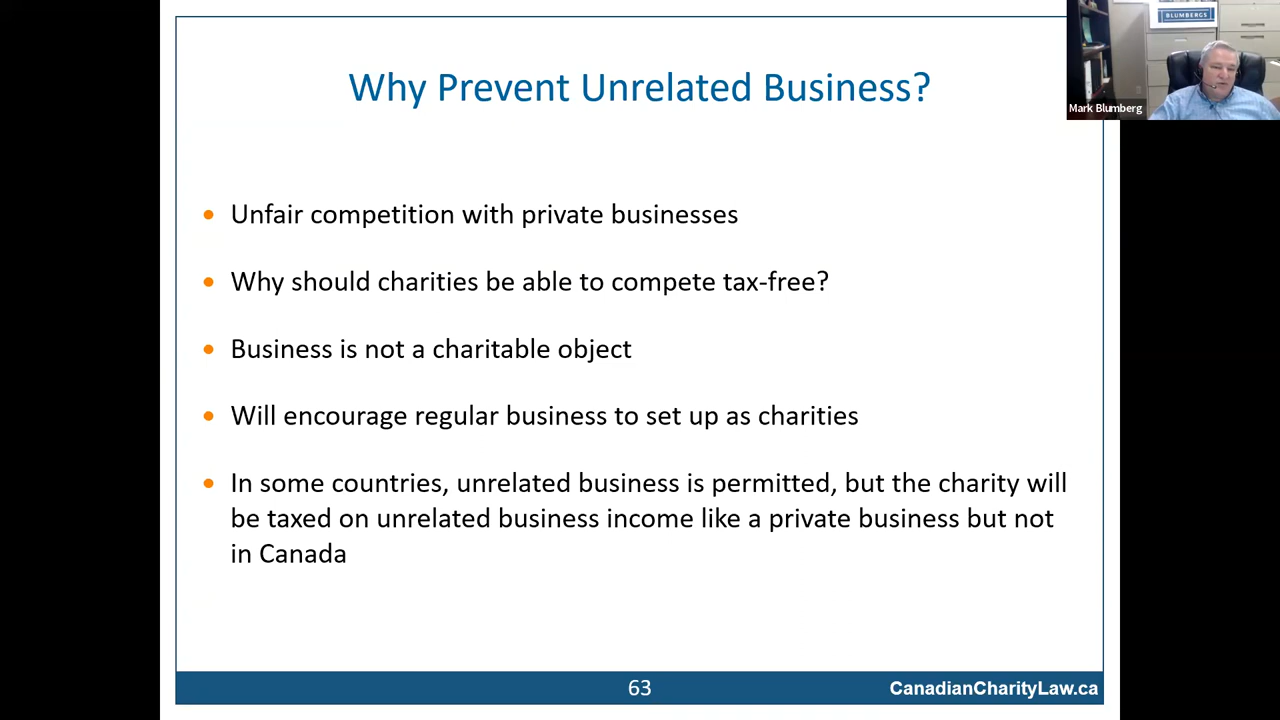 BLUMBERGS
Mark Blumberg
Why Prevent Unrelated Business?
• Unfair competition with private businesses
• Why should charities be able to compete tax-free?
• Business is not a charitable object
• Will encourage regular business to set up as charities
• In some countries, unrelated business is permitted, but the charity will
be taxed on unrelated business income like a private business but not
in Canada
63
CanadianCharityLaw.ca